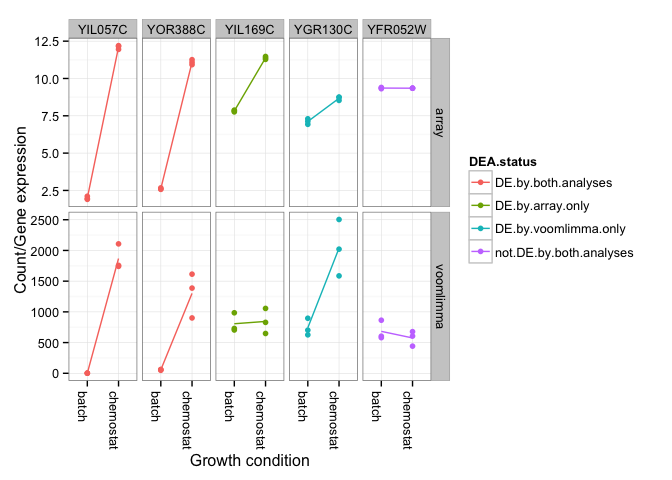 YIL057C YOR388C YIL169C YGR130C YFR052W
12.5
10.0
7.5
5.0
2.5
array
2500
2000
1500
1000
500
0
voomlimma
Count/Gene expression
batch chemostat batch chemostat batch chemostat batch chemostat batch chemostat
Growth condition
DEA.status
DE.by.both.analyses
DE.by.array.only
DE.by.voomlimma.only
not.DE.by.both.analyses